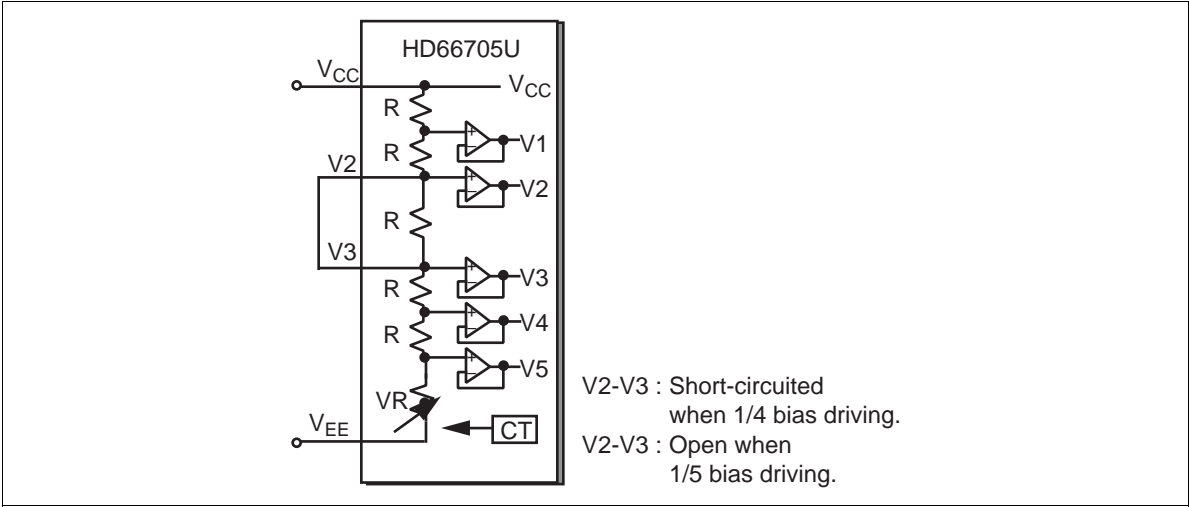 HD66705U
VCC
VCC
R
+
−
V1
R
V2
+
−
V2
R
V3
+
−
V3
R
+
−
V4
R
+
−
V5
VR
VEE
CT
V2-V3 : Short-circuited
when 1/4 bias driving.
V2-V3 : Open when
1/5 bias driving.